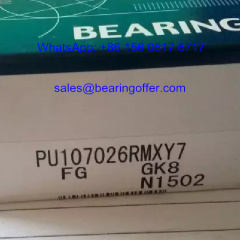 BEARING
sales@bearingoffer.com
PU107026RMXY7
FG GK8
N1502